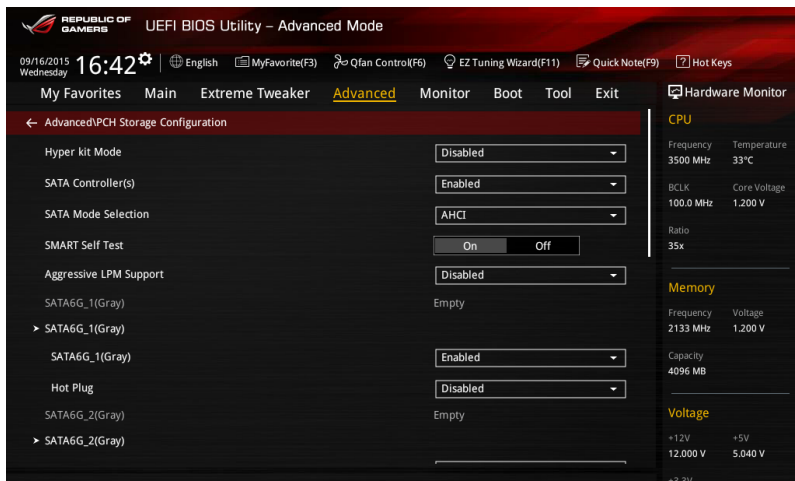 REPUBLIC OF
GAMERS
UEFI BIOS Utility – Advanced Mode
09/16/2015
Wednesday
16:42
English
MyFavorite(F3)
Qfan Control(F6)
EZ Tuning Wizard(F11)
Quick Note(F9)
? Hot Keys
My Favorites Main Extreme Tweaker Advanced Monitor Boot Tool Exit
← Advanced\PCH Storage Configuration
Hyper kit Mode Disabled
SATA Controller(s) Enabled
SATA Mode Selection AHCI
SMART Self Test On Off
Aggressive LPM Support Disabled
SATA6G_1(Gray) Empty
> SATA6G_1(Gray)
SATA6G_1(Gray) Enabled
Hot Plug Disabled
SATA6G_2(Gray) Empty
> SATA6G_2(Gray)
Hardware Monitor
CPU
Frequency Temperature
3500 MHz 33°C
BCLK Core Voltage
100.0 MHz 1.200 V
Ratio
35x
Memory
Frequency Voltage
2133 MHz 1.200 V
Capacity
4096 MB
Voltage
+12V +5V
12.000 V 5.040 V
+3.3V